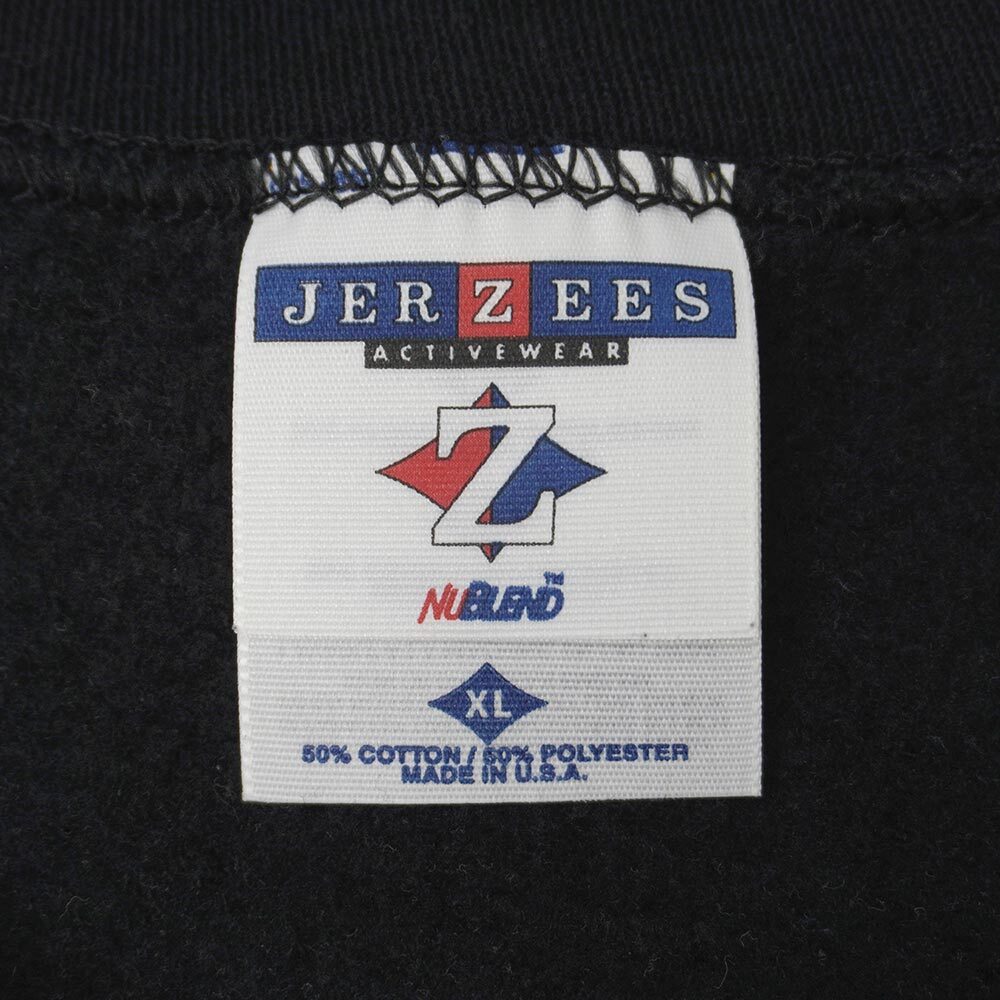 JERZEES
ACTIVEWEAR
Z
NUBLEND™
XL
50% COTTON / 50% POLYESTER
MADE IN U.S.A.